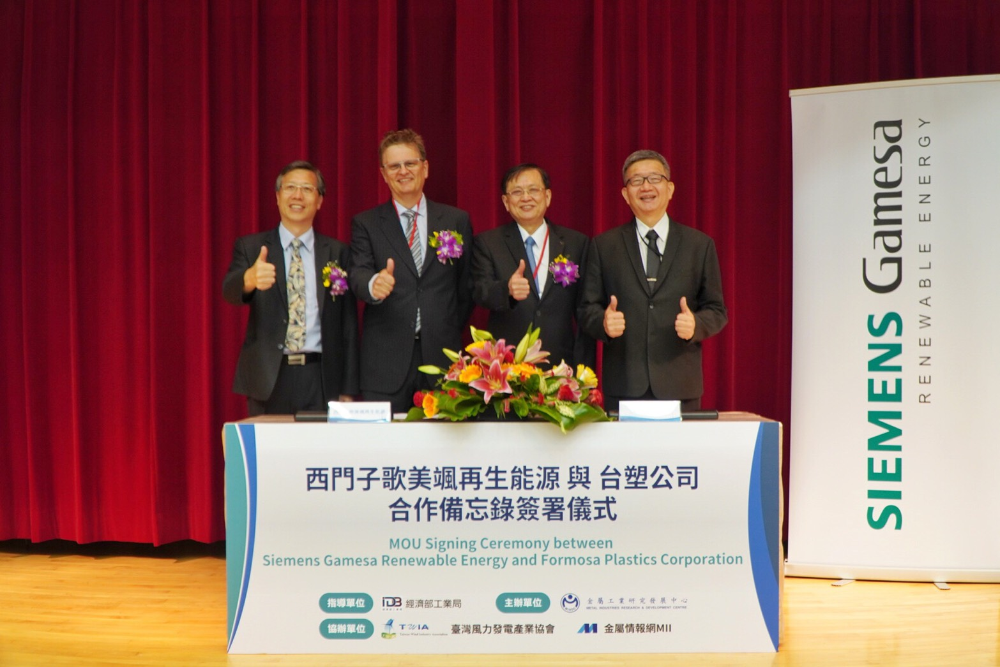 西門子歌美颯再生能源 與 台塑公司
合作備忘錄簽署儀式
MOU Signing Ceremony between
Siemens Gamesa Renewable Energy and Formosa Plastics Corporation
指導單位 IDB 經濟部工業局
主辦單位 金屬工業研究發展中心
METAL INDUSTRIES RESEARCH & DEVELOPMENT CENTRE
協辦單位 TWIA 臺灣風力發電產業協會 金屬情報網MII
Taiwan Wind Industry Association
SIEMENS Gamesa
RENEWABLE ENERGY